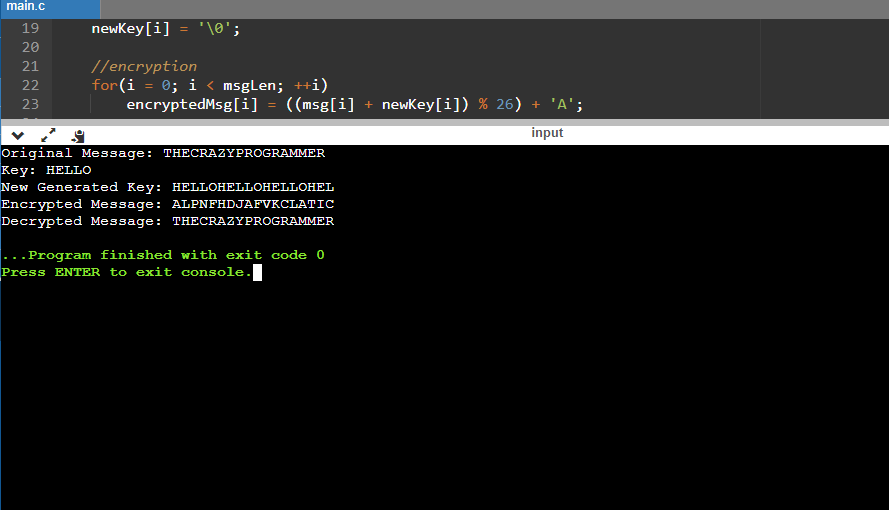 main.c
19 newKey[i] = '\0';
20
21 //encryption
22 for(i = 0; i < msgLen; ++i)
23 encryptedMsg[i] = ((msg[i] + newKey[i]) % 26) + 'A';
input
Original Message: THECRAZYPROGRAMMER
Key: HELLO
New Generated Key: HELLOHELLOHELLOHEL
Encrypted Message: ALPNFHDJAFVKCLATIC
Decrypted Message: THECRAZYPROGRAMMER
...Program finished with exit code 0
Press ENTER to exit console.